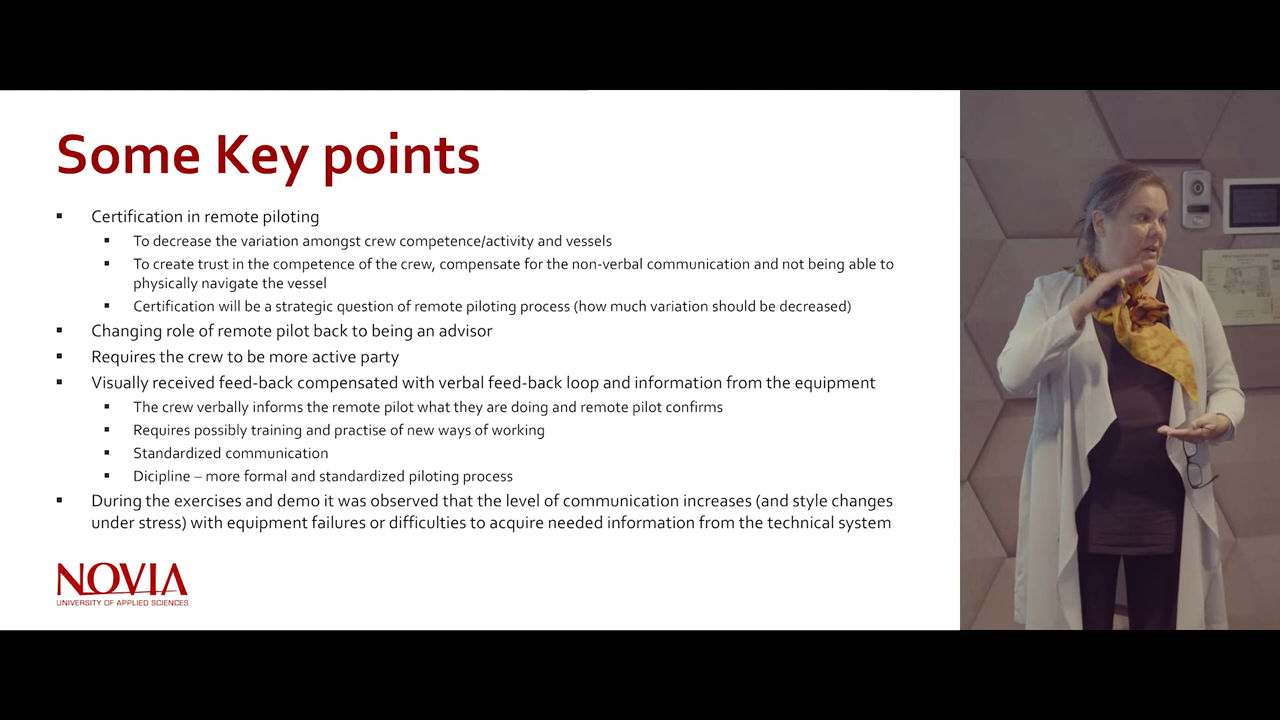 Some Key points
▪ Certification in remote piloting
▪ To decrease the variation amongst crew competence/activity and vessels
▪ To create trust in the competence of the crew, compensate for the non-verbal communication and not being able to
physically navigate the vessel
▪ Certification will be a strategic question of remote piloting process (how much variation should be decreased)
▪ Changing role of remote pilot back to being an advisor
▪ Requires the crew to be more active party
▪ Visually received feed-back compensated with verbal feed-back loop and information from the equipment
▪ The crew verbally informs the remote pilot what they are doing and remote pilot confirms
▪ Requires possibly training and practise of new ways of working
▪ Standardized communication
▪ Dicipline – more formal and standardized piloting process
▪ During the exercises and demo it was observed that the level of communication increases (and style changes
under stress) with equipment failures or difficulties to acquire needed information from the technical system
NOVIA
UNIVERSITY OF APPLIED SCIENCES